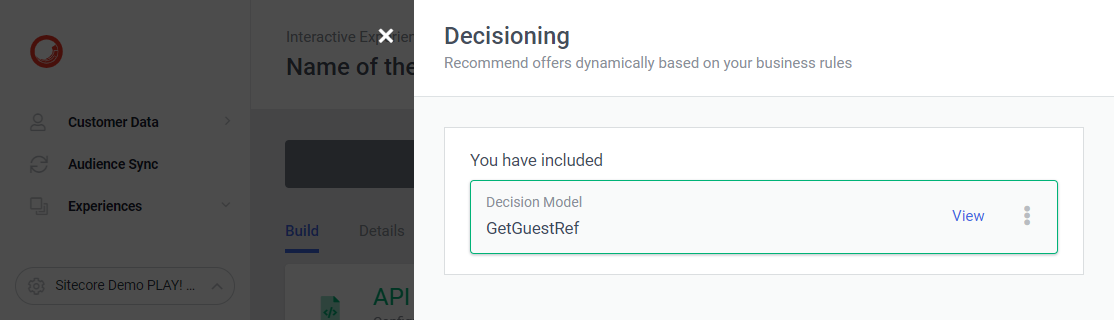 Customer Data
Audience Sync
Experiences
Sitecore Demo PLAY! ...
Interactive
Name of the
Build
Details
API
Decisioning
Recommend offers dynamically based on your business rules
You have included
Decision Model
GetGuestRef
View